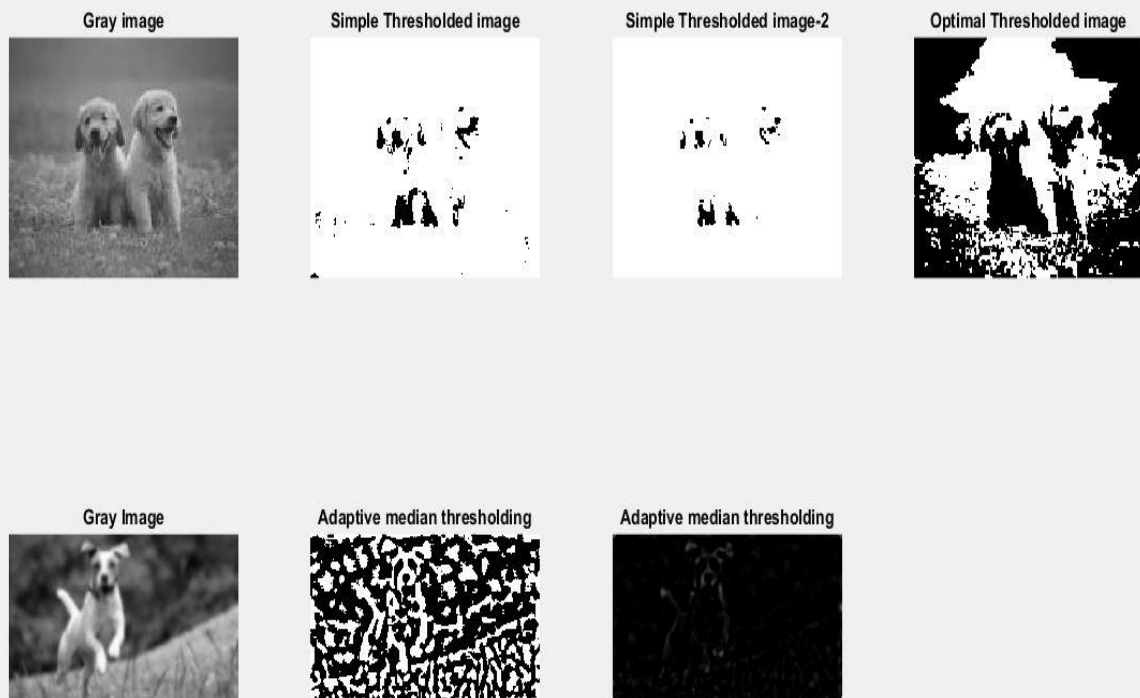 Gray image
Simple Thresholded image
Simple Thresholded image-2
Optimal Thresholded image
Gray Image
Adaptive median thresholding
Adaptive median thresholding